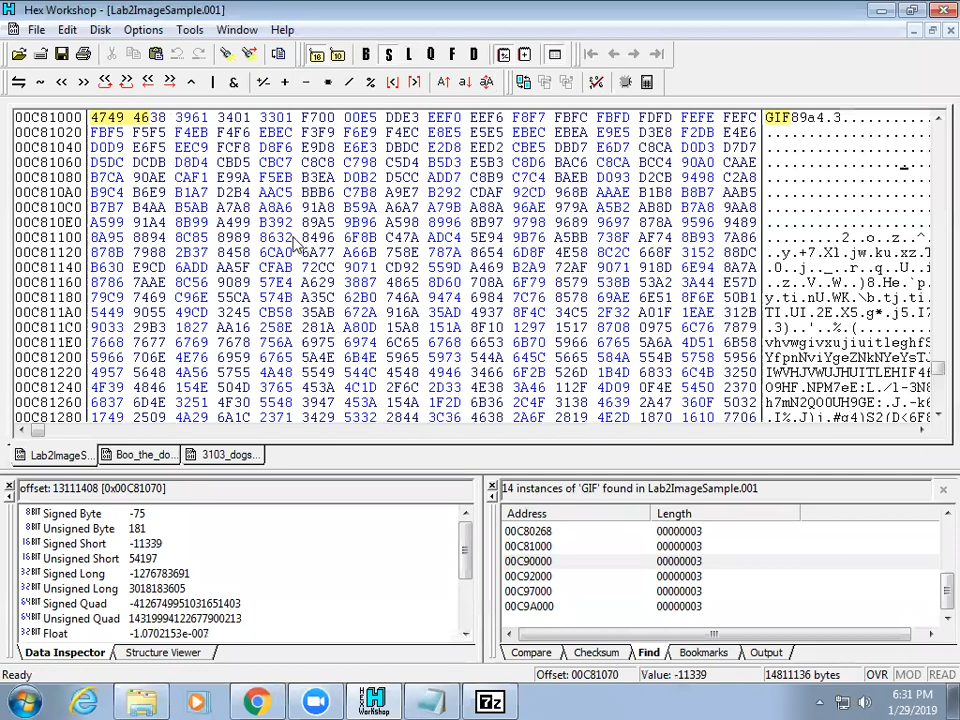 Hex Workshop - [Lab2ImageSample.001]
File Edit Disk Options Tools Window Help
00C81000 4749 4638 3961 3401 3301 F700 00E5 DDE3 EEF0 EEF6 F8F7 FBFC FBFD FDFD FEFE FEFC GIF89a4.3............
00C81020 FBF5 F5F5 F4EB F4F6 EBEC F3F9 F6E9 F4EC E8E5 E5E5 EBEC EBEA E9E5 D3E8 F2DB E4E6
00C81040 D0D9 E6F5 EEC9 FCF8 D8F6 E9D8 E6E3 DBDC E2D8 EED2 CBE5 DBD7 E6D7 C8CA D0D3 D7D7
00C81060 D5DC DCDB D8D4 CBD5 CBC7 C8C8 C798 C5D4 B5D3 E5B3 C8D6 BAC6 C8CA BCC4 90A0 CAAE
00C81080 B7CA 90AE CAF1 E99A F5EB B3EA D0B2 D5CC ADD7 C8B9 C7C4 BAEB D093 D2CB 9498 C2A8
00C810A0 B9C4 B6E9 B1A7 D2B4 AAC5 BBB6 C7B8 A9E7 B292 CDAF 92CD 968B AAAE B1B8 B8B7 AAB5
00C810C0 B7B7 B4AA B5AB A7A8 A8A6 91A8 B59A A6A7 A79B A88A 96AE 979A A5B2 AB8D B7A8 9AA8
00C810E0 A599 91A4 8B99 A499 B392 89A5 9B96 A598 8996 8B97 9798 9689 9697 878A 9596 9489
00C81100 8A95 8894 8C85 8989 8632 8496 6F8B C47A ADC4 5E94 9B76 A5BB 738F AF74 8B93 7A86
00C81120 878B 7988 2B37 8458 6CA0 6A77 A66B 758E 787A 8654 6D8F 4E58 8C2C 668F 3152 88DC
00C81140 B630 E9CD 6ADD AA5F CFAB 72CC 9071 CD92 559D A469 B2A9 72AF 9071 918D 6E94 8A7A
00C81160 8786 7AAE 8C56 9089 57E4 A629 3887 4865 8D60 708A 6F79 8579 538B 53A2 3A44 E57D
00C81180 79C9 7469 C96E 55CA 574B A35C 62B0 746A 9474 6984 7C76 8578 69AE 6E51 8F6E 50B1
00C811A0 5449 9055 49CD 3245 CB58 35AB 672A 916A 35AD 4937 8F4C 34C5 2F32 A01F 1EAE 312B
00C811C0 9033 29B3 1827 AA16 258E 281A A80D 15A8 151A 8F10 1297 1517 8708 0975 6C76 7879
00C811E0 7668 7677 6769 7678 756A 6975 6974 6C65 6768 6653 6B70 5966 6765 5A6A 4D51 6B58
00C81200 5966 706E 4E76 6959 6765 5A4E 6B4E 5965 5973 544A 645C 5665 584A 554B 5758 5956
00C81220 4957 5648 4A56 5755 4A48 5549 544C 4548 4946 3466 6F2B 526D 1B4D 6833 6C4B 3250
00C81240 4F39 4846 154E 504D 3765 453A 4C1D 2F6C 2D33 4E38 3A46 112F 4D09 0F4E 5450 2370
00C81260 6837 6D4E 3251 4F30 5548 3947 453A 154A 1F2D 6B36 2C4F 3138 4639 2A47 360F 5032
00C81280 1749 2509 4A29 6A1C 2371 3429 5332 2844 3C36 4638 2A6F 2819 4E2D 1870 1610 7706
Lab2ImageS... Boo_the_do... 3103_dogs...
offset: 13111408 [0x00C81070]
8BIT Signed Byte -75
8BIT Unsigned Byte 181
16BIT Signed Short -11339
16BIT Unsigned Short 54197
32BIT Signed Long -1276783691
32BIT Unsigned Long 3018183605
64BIT Signed Quad -4126749951031651403
64BIT Unsigned Quad 14319994122677900213
32BIT Float -1.0702153e-007
Data Inspector Structure Viewer
14 instances of 'GIF' found in Lab2ImageSample.001
Address Length
00C80268 00000003
00C81000 00000003
00C90000 00000003
00C92000 00000003
00C97000 00000003
00C9A000 00000003
Compare Checksum Find Bookmarks Output
Ready Offset: 00C81070 Value: -11339 14811136 bytes OVR MOD READ
6:31 PM
1/29/2019